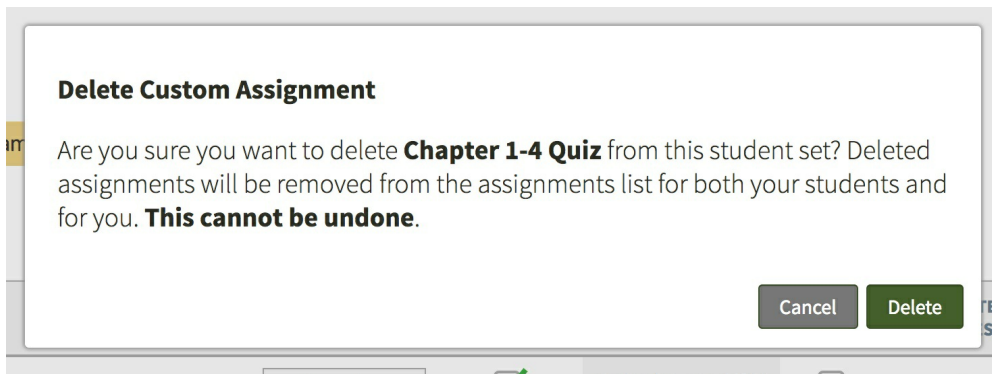 Delete Custom Assignment
Are you sure you want to delete Chapter 1-4 Quiz from this student set? Deleted
assignments will be removed from the assignments list for both your students and
for you. This cannot be undone.
Cancel Delete